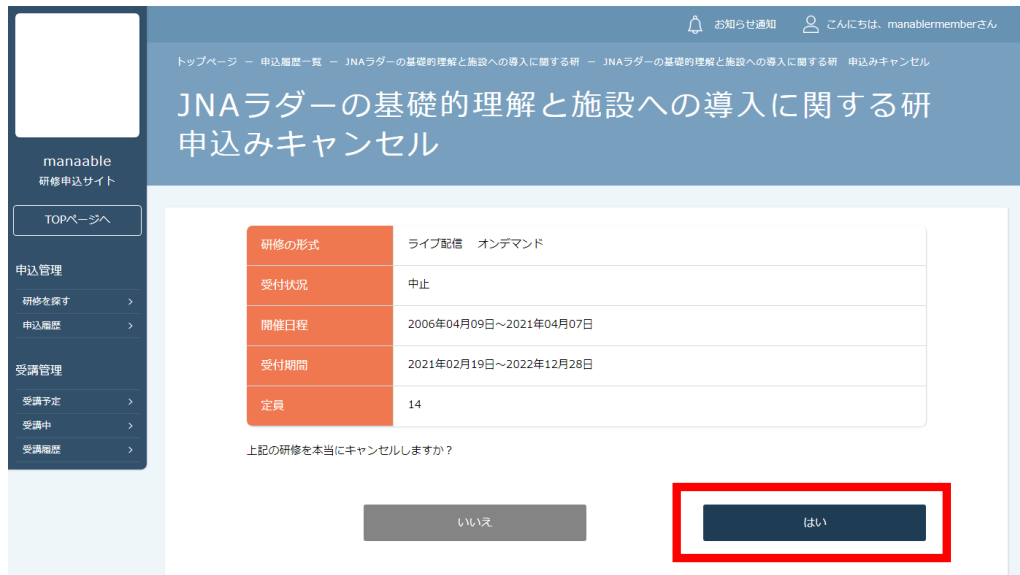 お知らせ通知 こんにちは、manablermemberさん
トップページ − 申込履歴一覧 − JNAラダーの基礎的理解と施設への導入に関する研 − JNAラダーの基礎的理解と施設への導入に関する研 申込みキャンセル
JNAラダーの基礎的理解と施設への導入に関する研
申込みキャンセル
manaable
研修申込サイト
TOPページへ
申込管理
研修を探す
申込履歴
受講管理
受講予定
受講中
受講履歴
研修の形式 ライブ配信 オンデマンド
受付状況 中止
開催日程 2006年04月09日～2021年04月07日
受付期間 2021年02月19日～2022年12月28日
定員 14
上記の研修を本当にキャンセルしますか？
いいえ はい